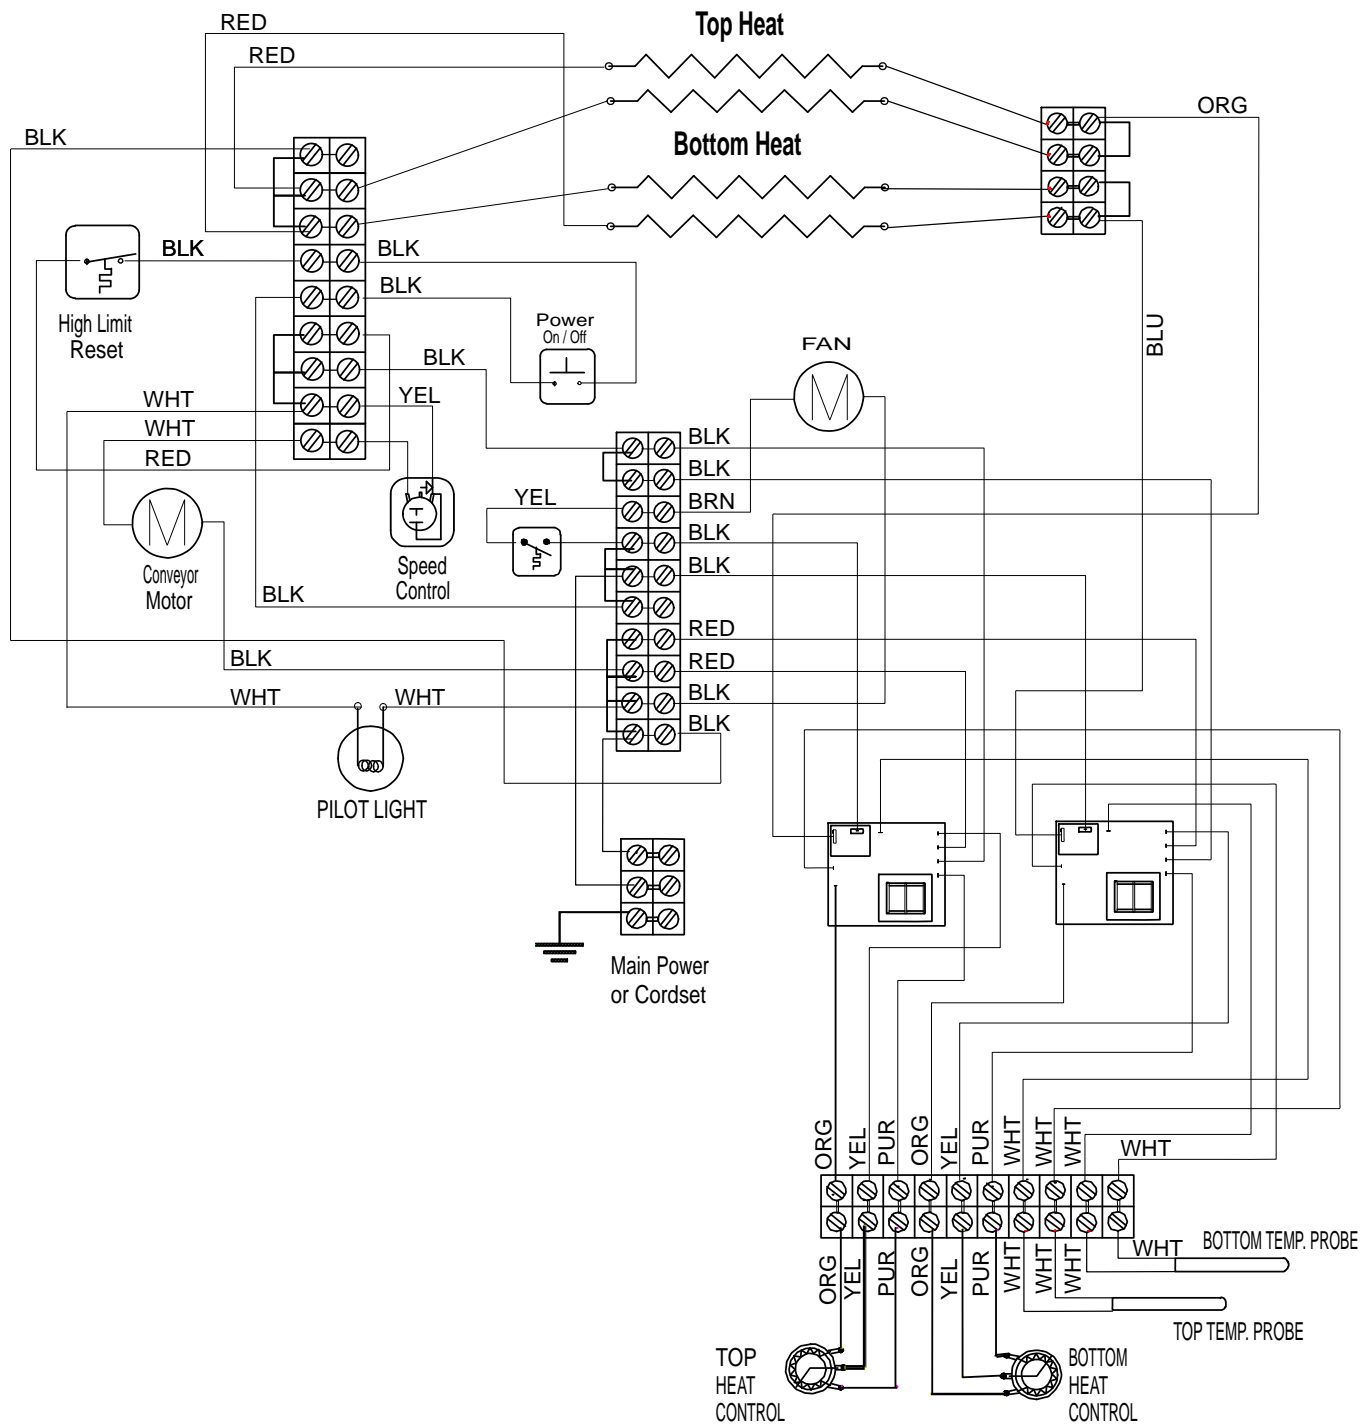 RED
Top Heat
RED
ORG
BLK
Bottom Heat
BLK
BLK
BLK
High Limit
Reset
Power
On / Off
BLU
FAN
BLK
WHT
YEL
WHT
RED
BLK
BLK
YEL
BRN
BLK
Conveyor
Motor
Speed
Control
BLK
BLK
RED
BLK
RED
WHT
WHT
BLK
BLK
PILOT LIGHT
Main Power
or Cordset
ORG
YEL
PUR
ORG
YEL
PUR
WHT
WHT
WHT
WHT
ORG
YEL
PUR
ORG
YEL
PUR
WHT
WHT
WHT
WHT
BOTTOM TEMP. PROBE
TOP TEMP. PROBE
TOP
HEAT
CONTROL
BOTTOM
HEAT
CONTROL